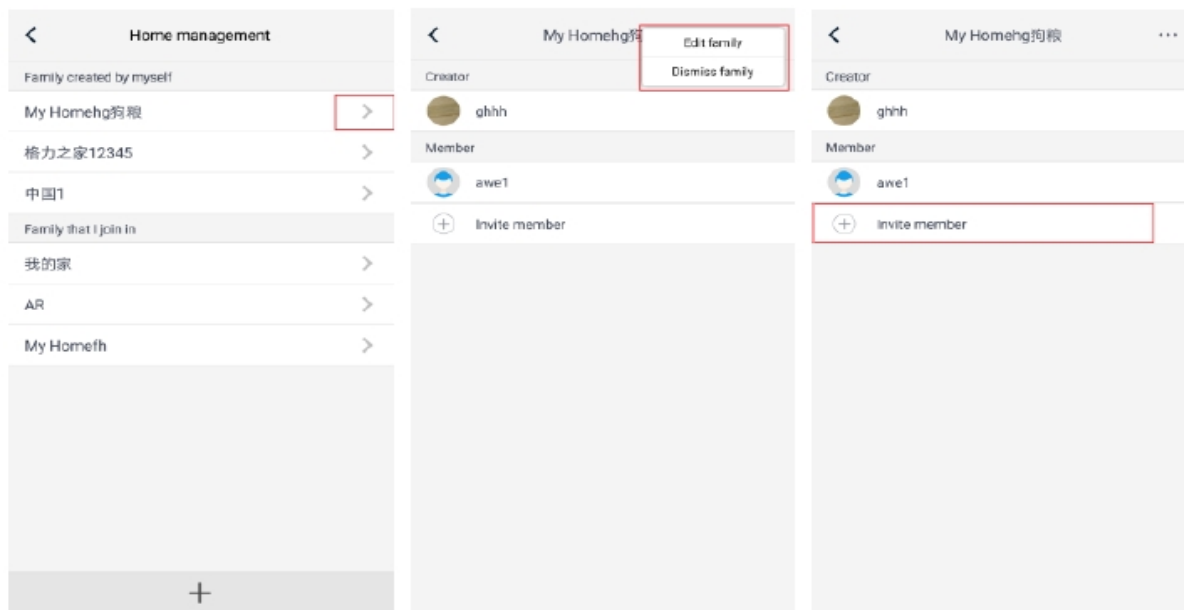 Home management
Family created by myself
My Homehg狗粮
格力之家12345
中国1
Family that I join in
我的家
AR
My Homefh
My Homehg狗
Edit family
Dismiss family
Creator
ghhh
Member
awe1
Invite member
My Homehg狗粮
Creator
ghhh
Member
awe1
Invite member